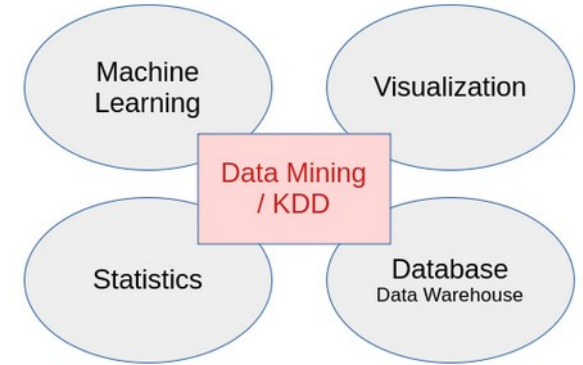 Machine
Learning
Visualization
Data Mining
/ KDD
Statistics
Database
Data Warehouse